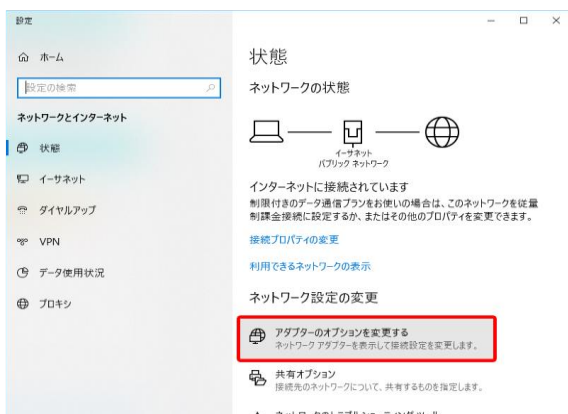 設定
ホーム
設定の検索
ネットワークとインターネット
状態
イーサネット
ダイヤルアップ
VPN
データ使用状況
プロキシ
状態
ネットワークの状態
イーサネット
パブリック ネットワーク
インターネットに接続されています
制限付きのデータ通信プランをお使いの場合は、このネットワークを従量
制課金接続に設定するか、またはその他のプロパティを変更できます。
接続プロパティの変更
利用できるネットワークの表示
ネットワーク設定の変更
アダプターのオプションを変更する
ネットワーク アダプターを表示して接続設定を変更します。
共有オプション
接続先のネットワークについて、共有するものを指定します。